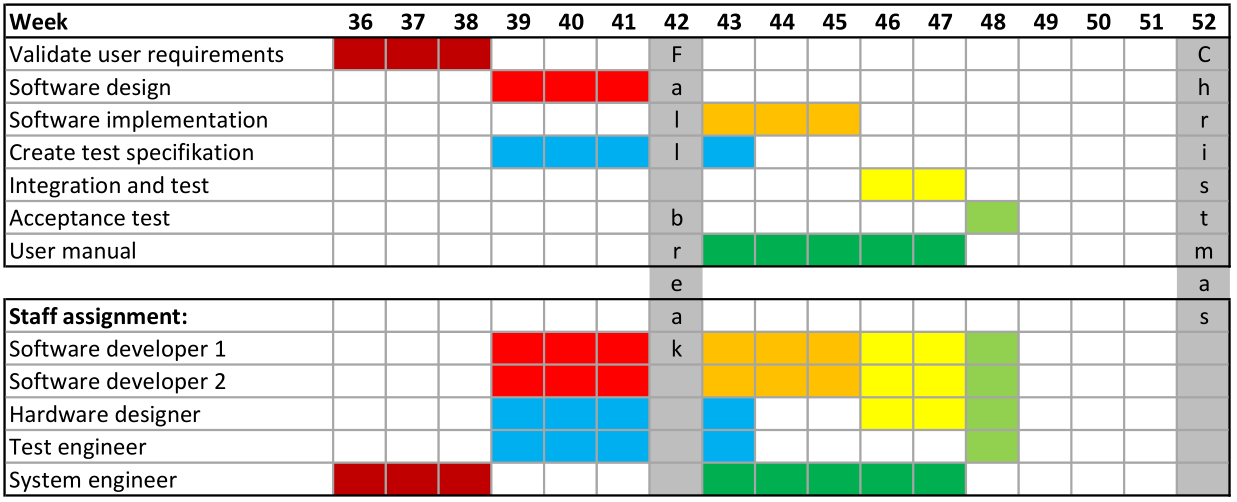 Week 36 37 38 39 40 41 42 43 44 45 46 47 48 49 50 51 52
Validate user requirements F C
Software design a h
Software implementation l r
Create test specifikation l i
Integration and test s
Acceptance test b t
User manual r m
e a
Staff assignment: a s
Software developer 1 k
Software developer 2
Hardware designer
Test engineer
System engineer